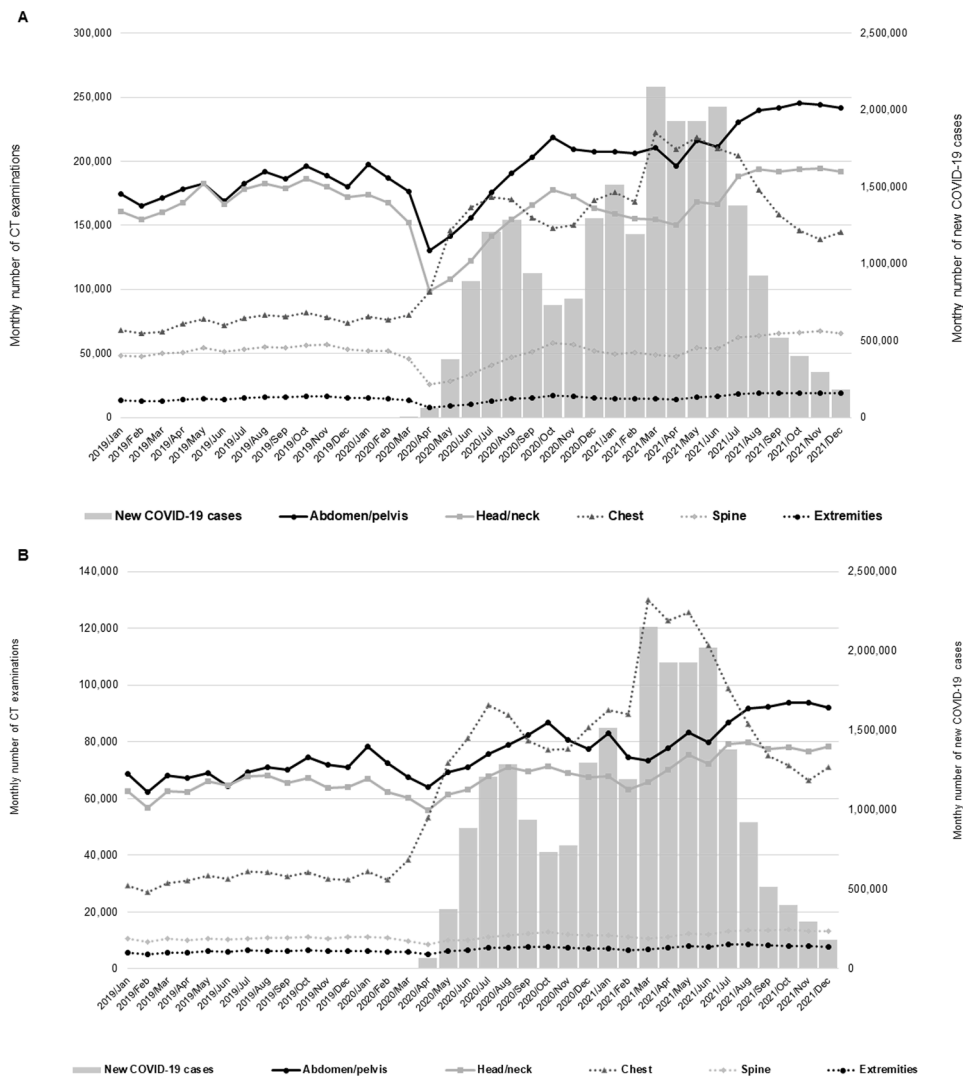 A
300,000
250,000
200,000
150,000
100,000
50,000
0
2,500,000
2,000,000
1,500,000
1,000,000
500,000
0
Monthly number of CT examinations
Monthy number of new COVID-19 cases
2019/Jan 2019/Feb 2019/Mar 2019/Apr 2019/May 2019/Jun 2019/Jul 2019/Aug 2019/Sep 2019/Oct 2019/Nov 2019/Dec 2020/Jan 2020/Feb 2020/Mar 2020/Apr 2020/May 2020/Jun 2020/Jul 2020/Aug 2020/Sep 2020/Oct 2020/Nov 2020/Dec 2021/Jan 2021/Feb 2021/Mar 2021/Apr 2021/May 2021/Jun 2021/Jul 2021/Aug 2021/Sep 2021/Oct 2021/Nov 2021/Dec
New COVID-19 cases Abdomen/pelvis Head/neck Chest Spine Extremities
B
140,000
120,000
100,000
80,000
60,000
40,000
20,000
0
2,500,000
2,000,000
1,500,000
1,000,000
500,000
0
Monthly number of CT examinations
Monthy number of new COVID-19 cases
2019/Jan 2019/Feb 2019/Mar 2019/Apr 2019/May 2019/Jun 2019/Jul 2019/Aug 2019/Sep 2019/Oct 2019/Nov 2019/Dec 2020/Jan 2020/Feb 2020/Mar 2020/Apr 2020/May 2020/Jun 2020/Jul 2020/Aug 2020/Sep 2020/Oct 2020/Nov 2020/Dec 2021/Jan 2021/Feb 2021/Mar 2021/Apr 2021/May 2021/Jun 2021/Jul 2021/Aug 2021/Sep 2021/Oct 2021/Nov 2021/Dec
New COVID-19 cases Abdomen/pelvis Head/neck Chest Spine Extremities